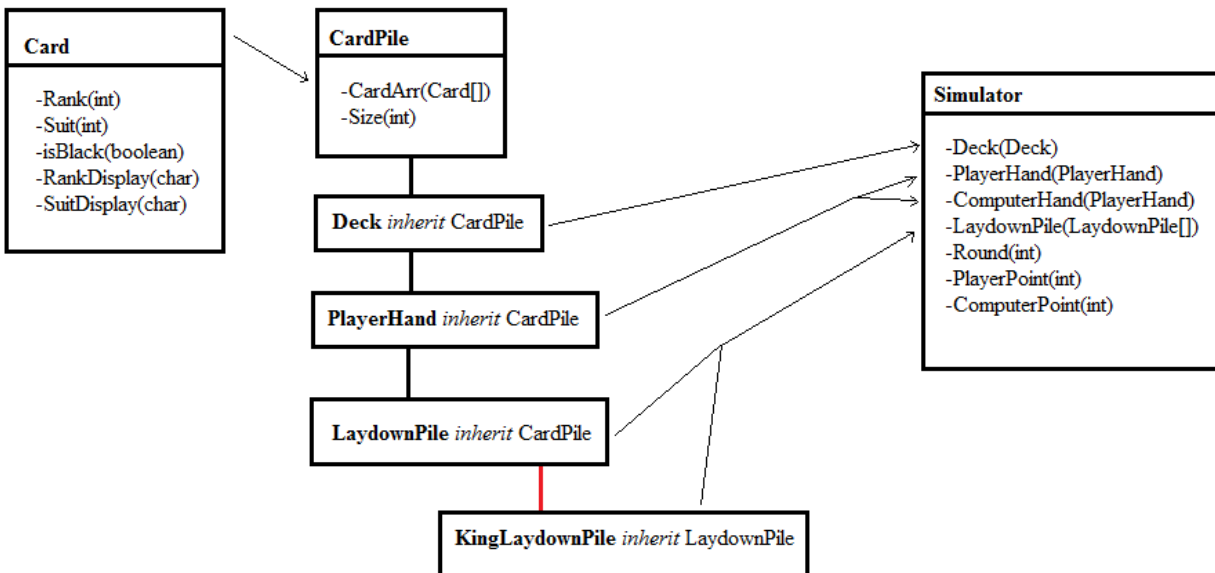 Card
-Rank(int)
-Suit(int)
-isBlack(boolean)
-RankDisplay(char)
-SuitDisplay(char)
CardPile
-CardArr(Card[])
-Size(int)
Deck inherit CardPile
PlayerHand inherit CardPile
LaydownPile inherit CardPile
KingLaydownPile inherit LaydownPile
Simulator
-Deck(Deck)
-PlayerHand(PlayerHand)
-ComputerHand(PlayerHand)
-LaydownPile(LaydownPile[])
-Round(int)
-PlayerPoint(int)
-ComputerPoint(int)